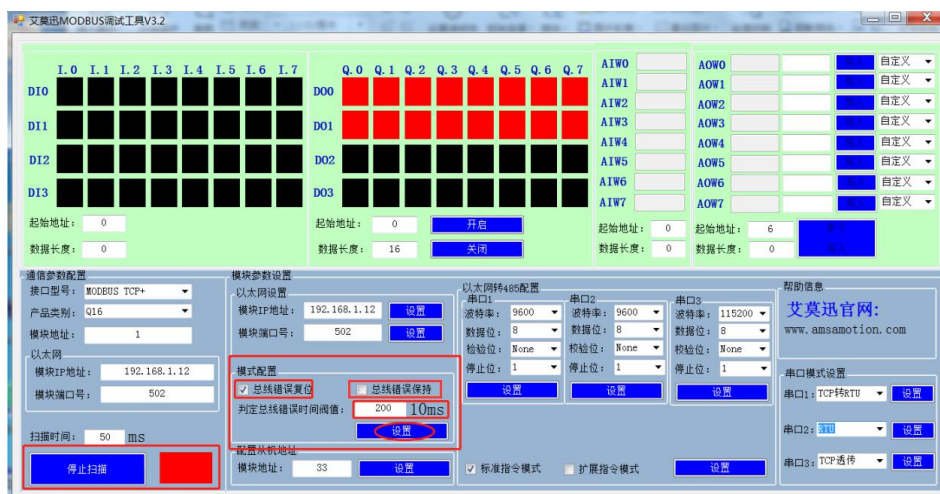 艾莫迅MODBUS调试工具V3.2
I.0 I.1 I.2 I.3 I.4 I.5 I.6 I.7
DI0
DI1
DI2
DI3
起始地址： 0
数据长度： 0
Q.0 Q.1 Q.2 Q.3 Q.4 Q.5 Q.6 Q.7
DO0
DO1
DO2
DO3
起始地址： 0 开启
数据长度： 16 关闭
AIW0
AIW1
AIW2
AIW3
AIW4
AIW5
AIW6
AIW7
起始地址： 0
数据长度： 0
AOW0 自定义
AOW1 自定义
AOW2 自定义
AOW3 自定义
AOW4 自定义
AOW5 自定义
AOW6 自定义
AOW7 自定义
起始地址： 6
数据长度： 0
通信参数配置
接口型号： MODBUS TCP+
产品类别： Q16
模块地址： 1
以太网
模块IP地址： 192.168.1.12
模块端口号： 502
扫描时间： 50 ms
停止扫描
模块参数设置
以太网设置
模块IP地址： 192.168.1.12 设置
模块端口号： 502 设置
模式配置
总线错误复位 总线错误保持
判定总线错误时间阀值： 200 10ms
设置
配置从机地址
模块地址： 33 设置
以太网转485配置
串口1
波特率： 9600
数据位： 8
检验位： None
停止位： 1
设置
串口2
波特率： 9600
数据位： 8
校验位： None
停止位： 1
设置
串口3
波特率： 115200
数据位： 8
校验位： None
停止位： 1
设置
标准指令模式 扩展指令模式 设置
帮助信息
艾莫迅官网:
www.amsamotion.com
串口模式设置
串口1： TCP转RTU 设置
串口2： RTU 设置
串口3： TCP透传 设置